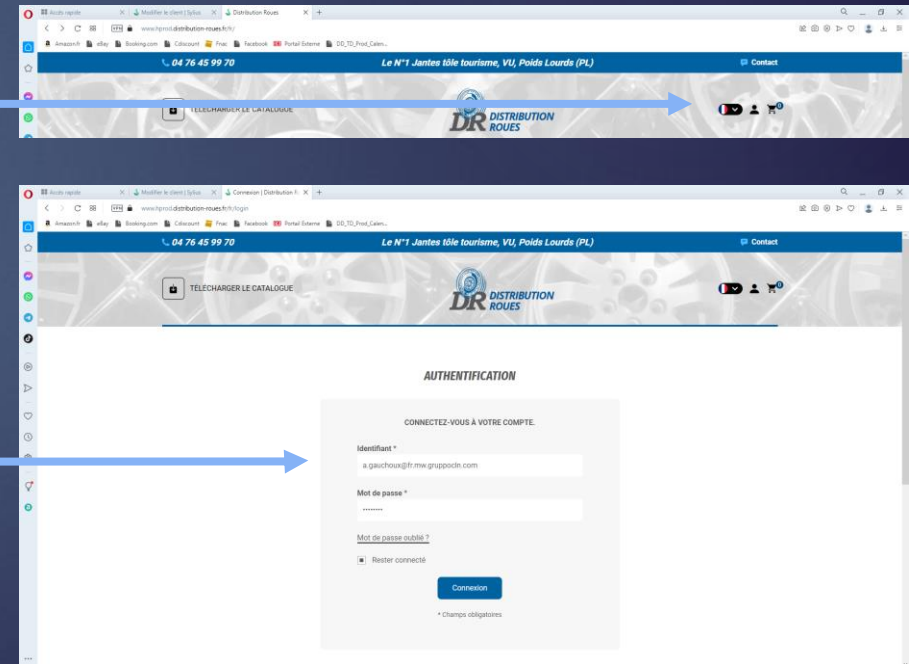 Accès rapide
Modifier le client | Sylius
Distribution Roues
VPN
www.hprod.distribution-roues.fr/fr/
Amazon.fr eBay Booking.com Cdiscount Fnac Facebook Portail Externe DD_TD_Prod_Calen...
04 76 45 99 70
Le N°1 Jantes tôle tourisme, VU, Poids Lourds (PL)
Contact
TÉLÉCHARGER LE CATALOGUE
DR DISTRIBUTION
ROUES
0
Accès rapide
Modifier le client | Sylius
Connexion | Distribution R
VPN
www.hprod.distribution-roues.fr/fr/login
Amazon.fr eBay Booking.com Cdiscount Fnac Facebook Portail Externe DD_TD_Prod_Calen...
04 76 45 99 70
Le N°1 Jantes tôle tourisme, VU, Poids Lourds (PL)
Contact
TÉLÉCHARGER LE CATALOGUE
DR DISTRIBUTION
ROUES
0
AUTHENTIFICATION
CONNECTEZ-VOUS À VOTRE COMPTE.
Identifiant *
a.gauchoux@fr.mw.gruppocln.com
Mot de passe *
Mot de passe oublié ?
Rester connecté
Connexion
* Champs obligatoires